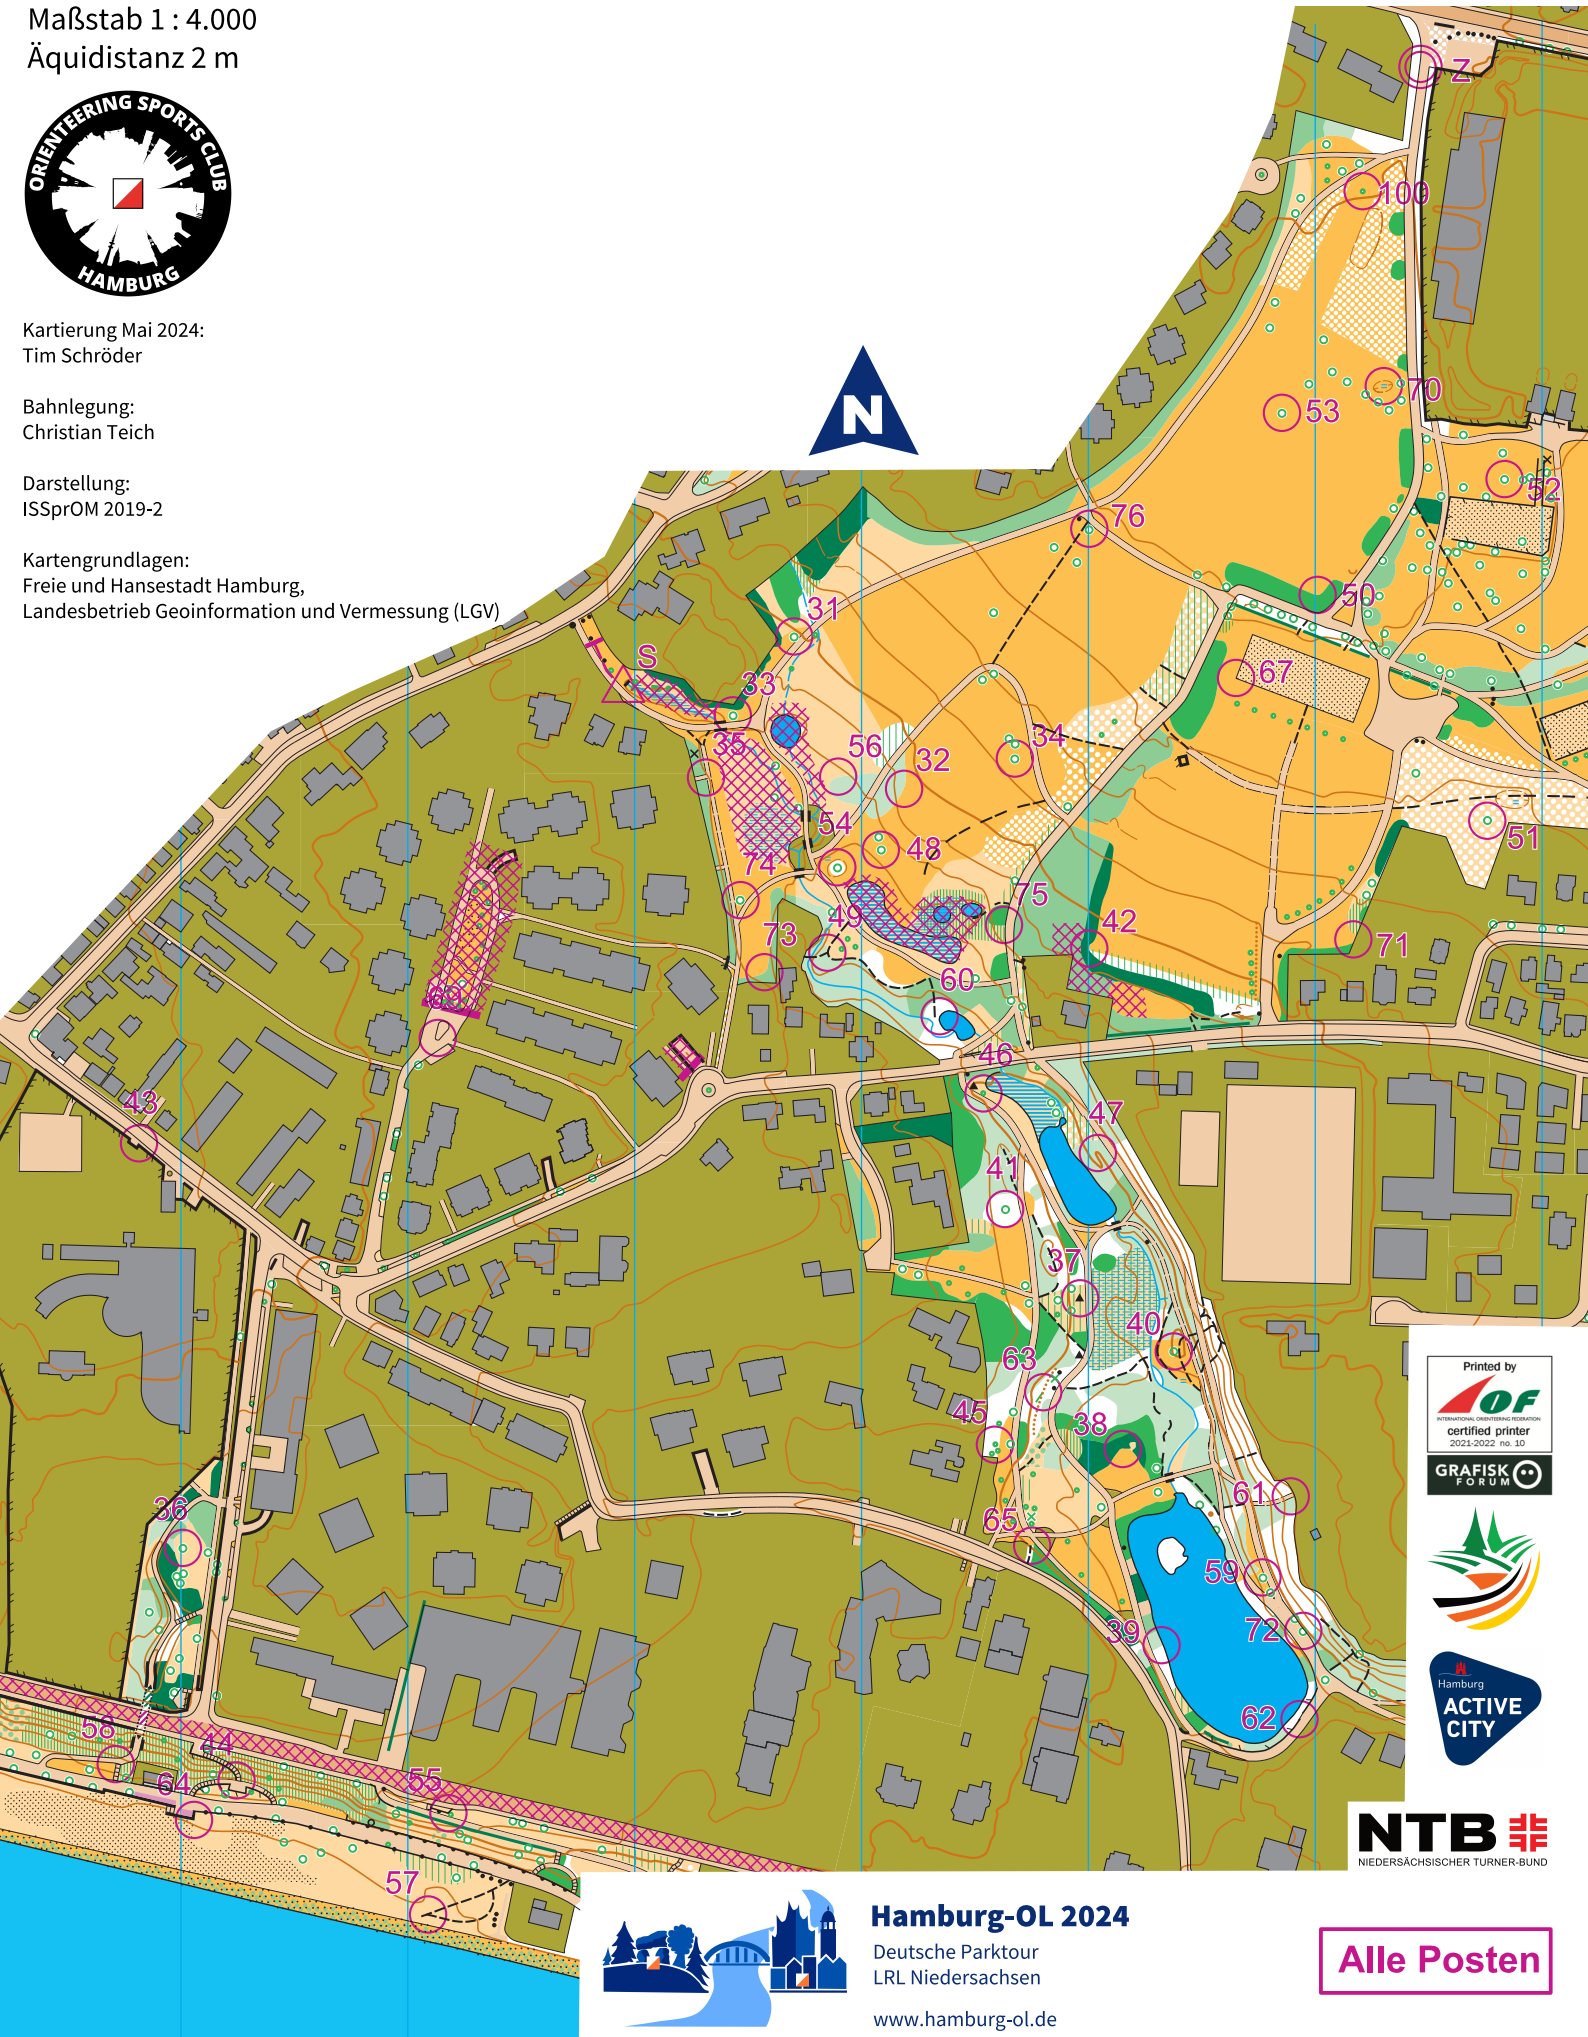 Maßstab 1 : 4.000
Äquidistanz 2 m
ORIENTEERING SPORTS CLUB
HAMBURG
Kartierung Mai 2024:
Tim Schröder
Bahnlegung:
Christian Teich
Darstellung:
ISSprOM 2019-2
Kartengrundlagen:
Freie und Hansestadt Hamburg,
Landesbetrieb Geoinformation und Vermessung (LGV)
N
Z
100
70
53
52
76
50
31
S
67
33
34
35
56
32
54
51
48
74
75
49
42
73
71
60
69
46
43
47
41
37
40
63
45
38
61
36
65
59
72
39
62
58
44
64
55
57
Printed by
IOF
INTERNATIONAL ORIENTEERING FEDERATION
certified printer
2021-2022 no. 10
GRAFISK
FORUM
Hamburg
ACTIVE
CITY
NTB
NIEDERSÄCHSISCHER TURNER-BUND
Hamburg-OL 2024
Deutsche Parktour
LRL Niedersachsen
www.hamburg-ol.de
Alle Posten